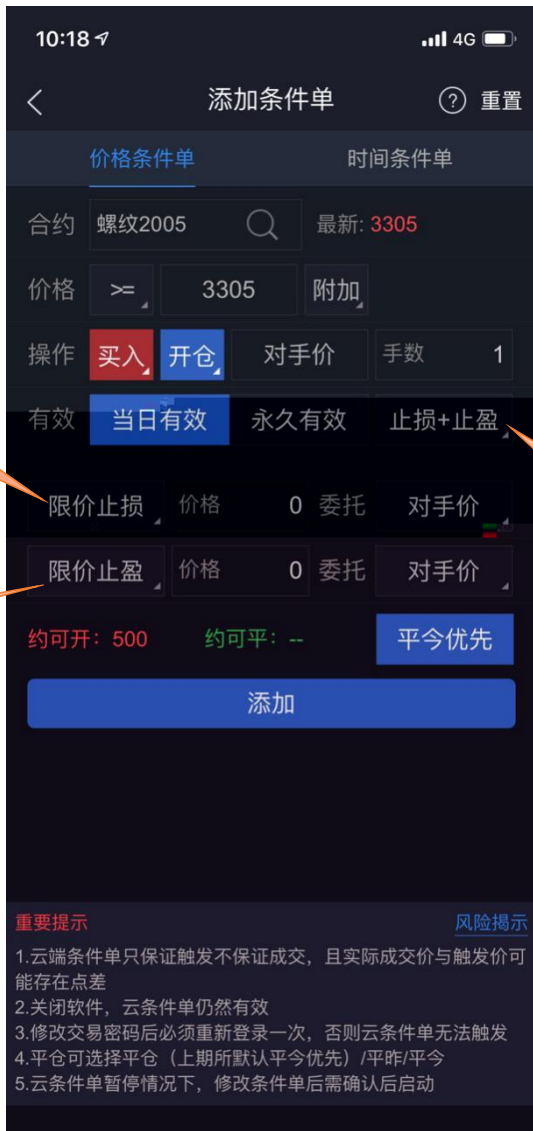 10:18 4G
添加条件单 ? 重置
价格条件单 时间条件单
合约 螺纹2005 最新: 3305
价格 >= 3305 附加
操作 买入 开仓 对手价 手数 1
有效 当日有效 永久有效 止损+止盈
限价止损 价格 0 委托 对手价
限价止盈 价格 0 委托 对手价
约可开: 500 约可平: -- 平今优先
添加
重要提示 风险揭示
1.云端条件单只保证触发不保证成交，且实际成交价与触发价可
能存在点差
2.关闭软件，云条件单仍然有效
3.修改交易密码后必须重新登录一次，否则云条件单无法触发
4.平仓可选择平仓（上期所默认平今优先）/平昨/平今
5.云条件单暂停情况下，修改条件单后需确认后启动